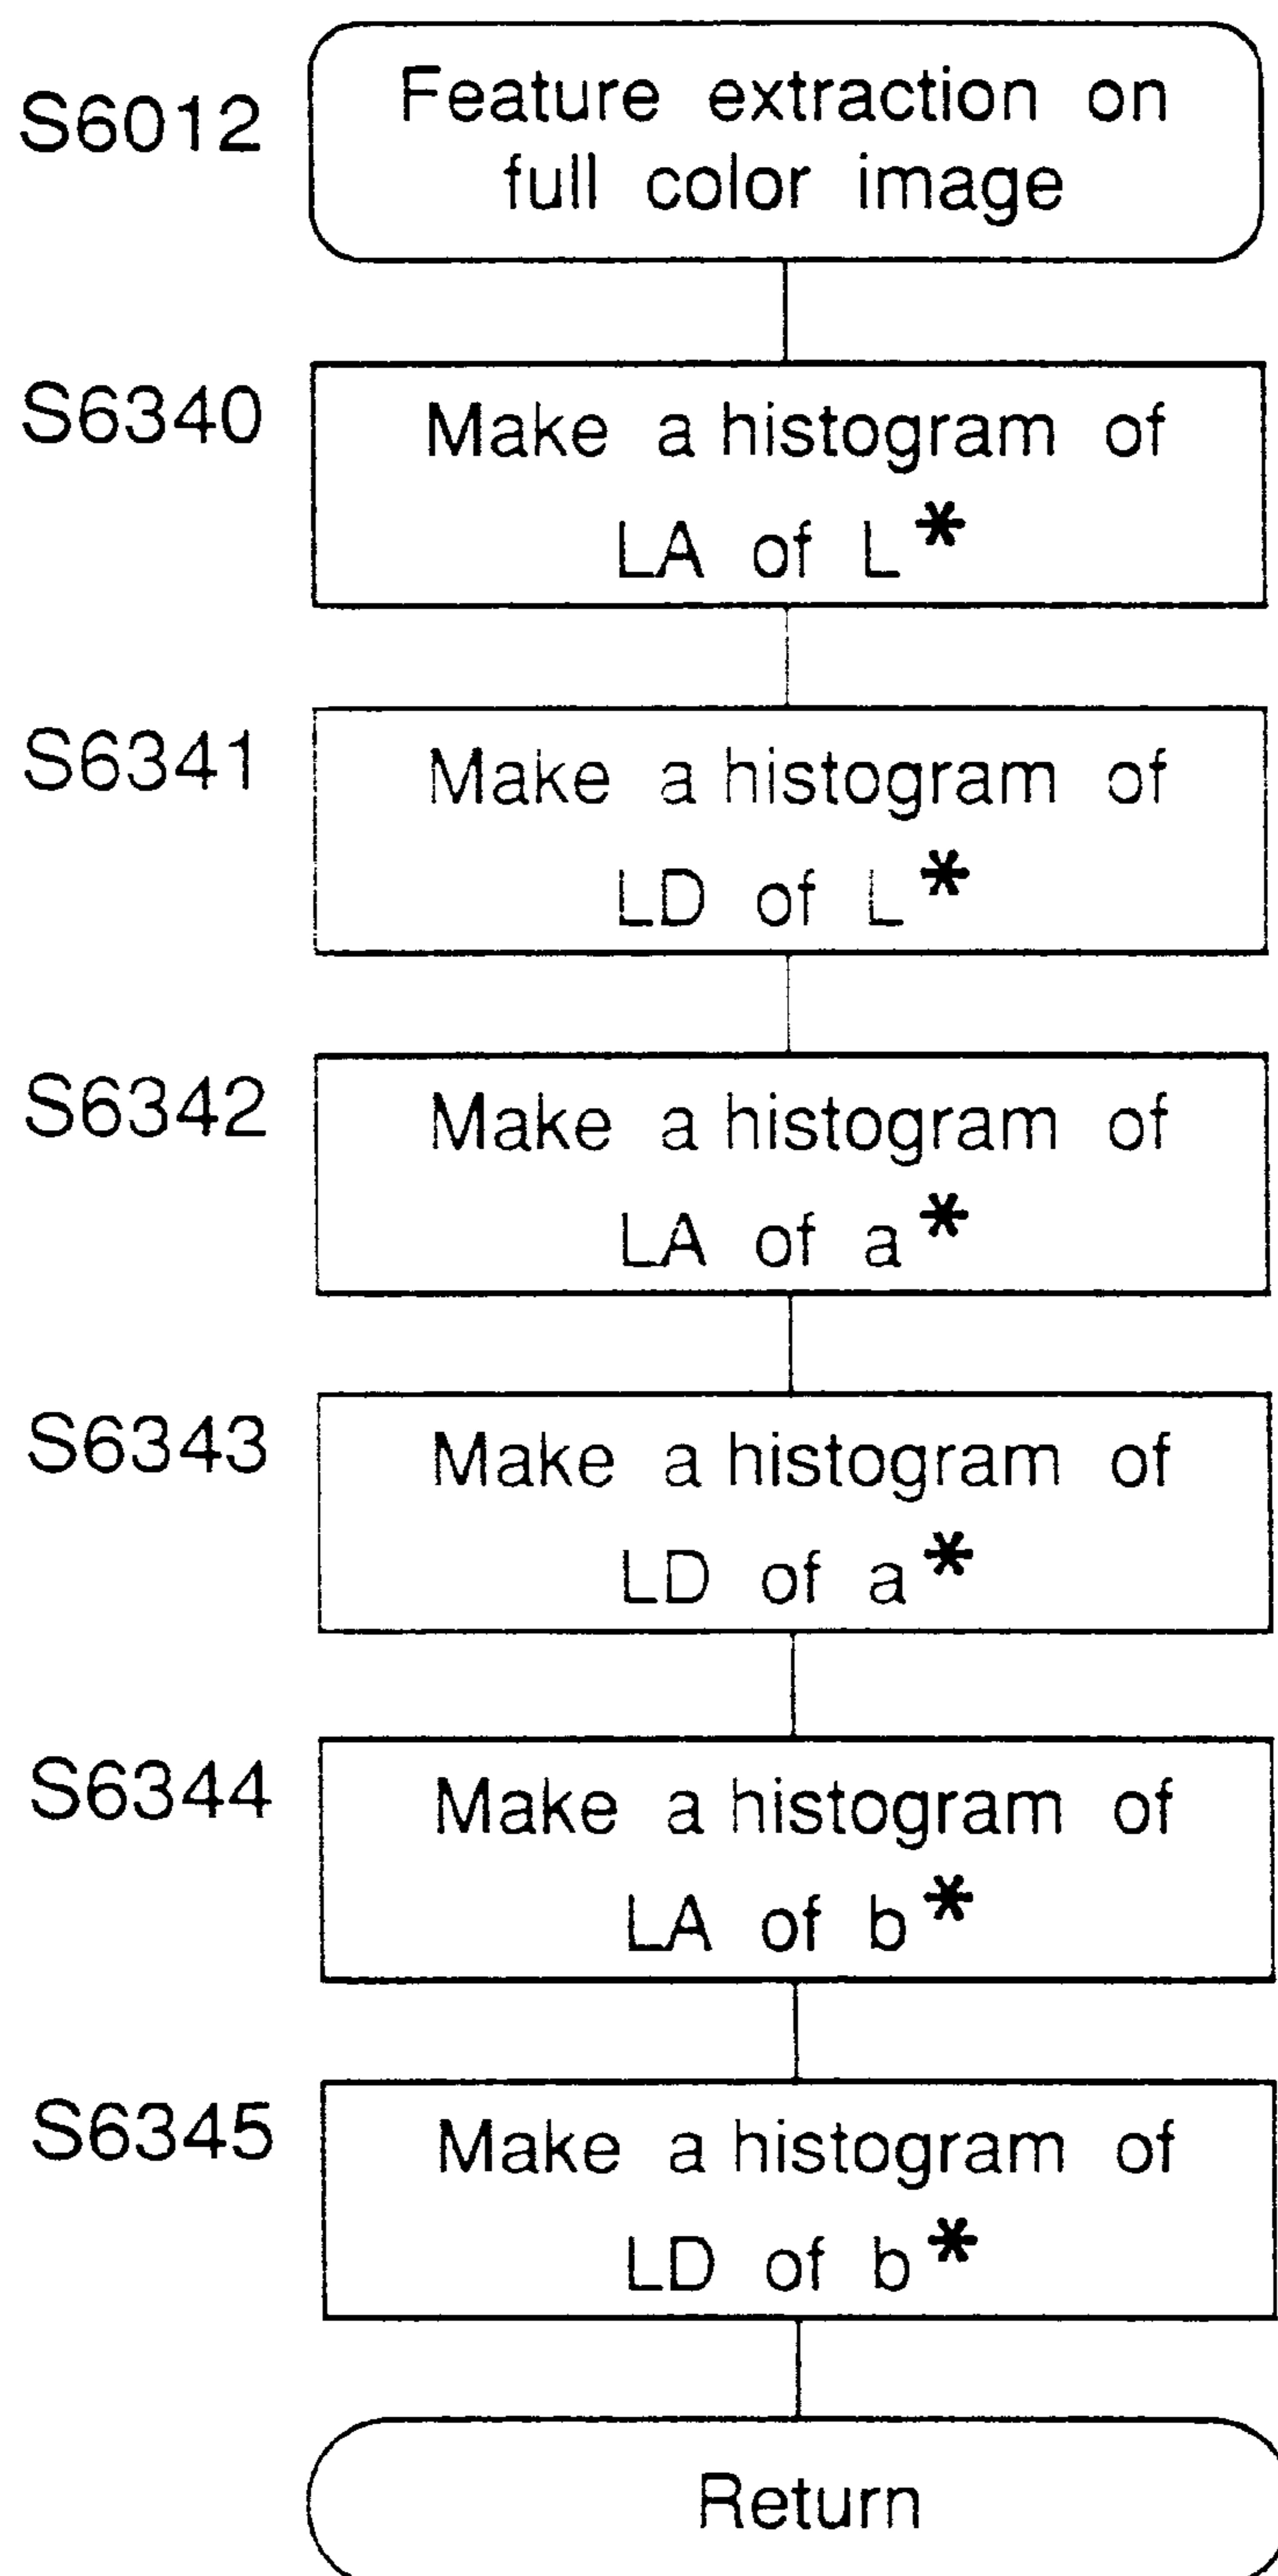 S6012
Feature extraction on
full color image
S6340
Make a histogram of
LA of L*
S6341
Make a histogram of
LD of L*
S6342
Make a histogram of
LA of a*
S6343
Make a histogram of
LD of a*
S6344
Make a histogram of
LA of b*
S6345
Make a histogram of
LD of b*
Return